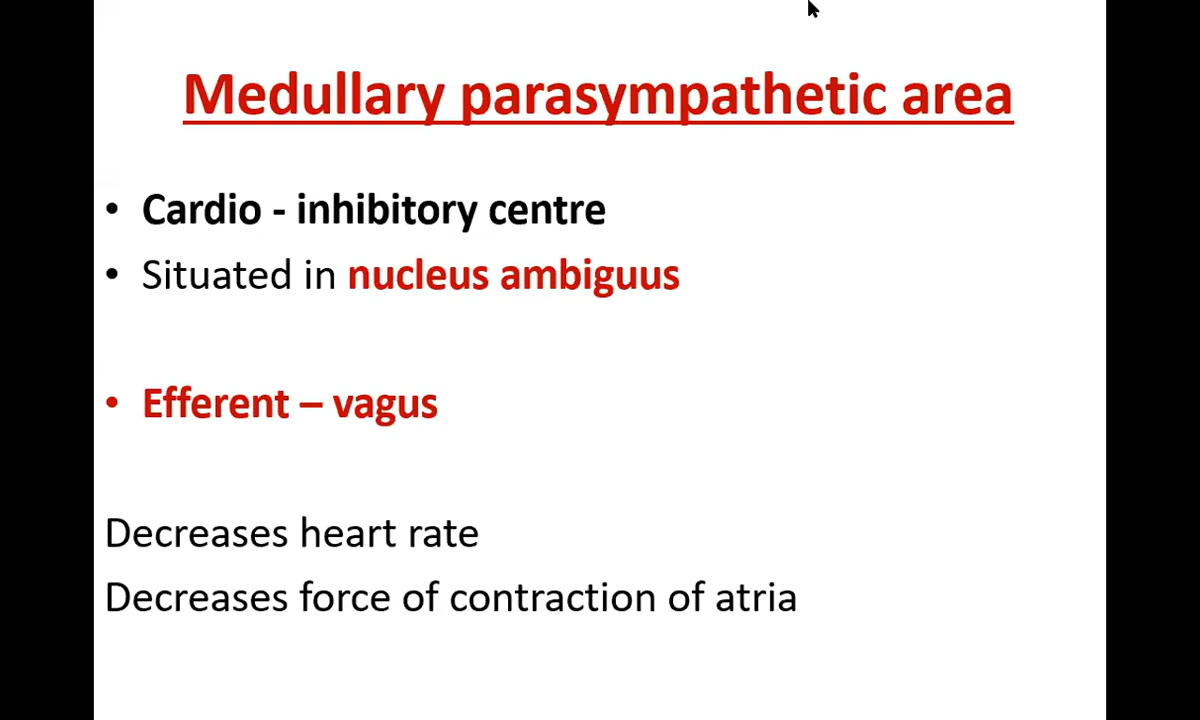 Medullary parasympathetic area
• Cardio - inhibitory centre
• Situated in nucleus ambiguus
• Efferent – vagus
Decreases heart rate
Decreases force of contraction of atria